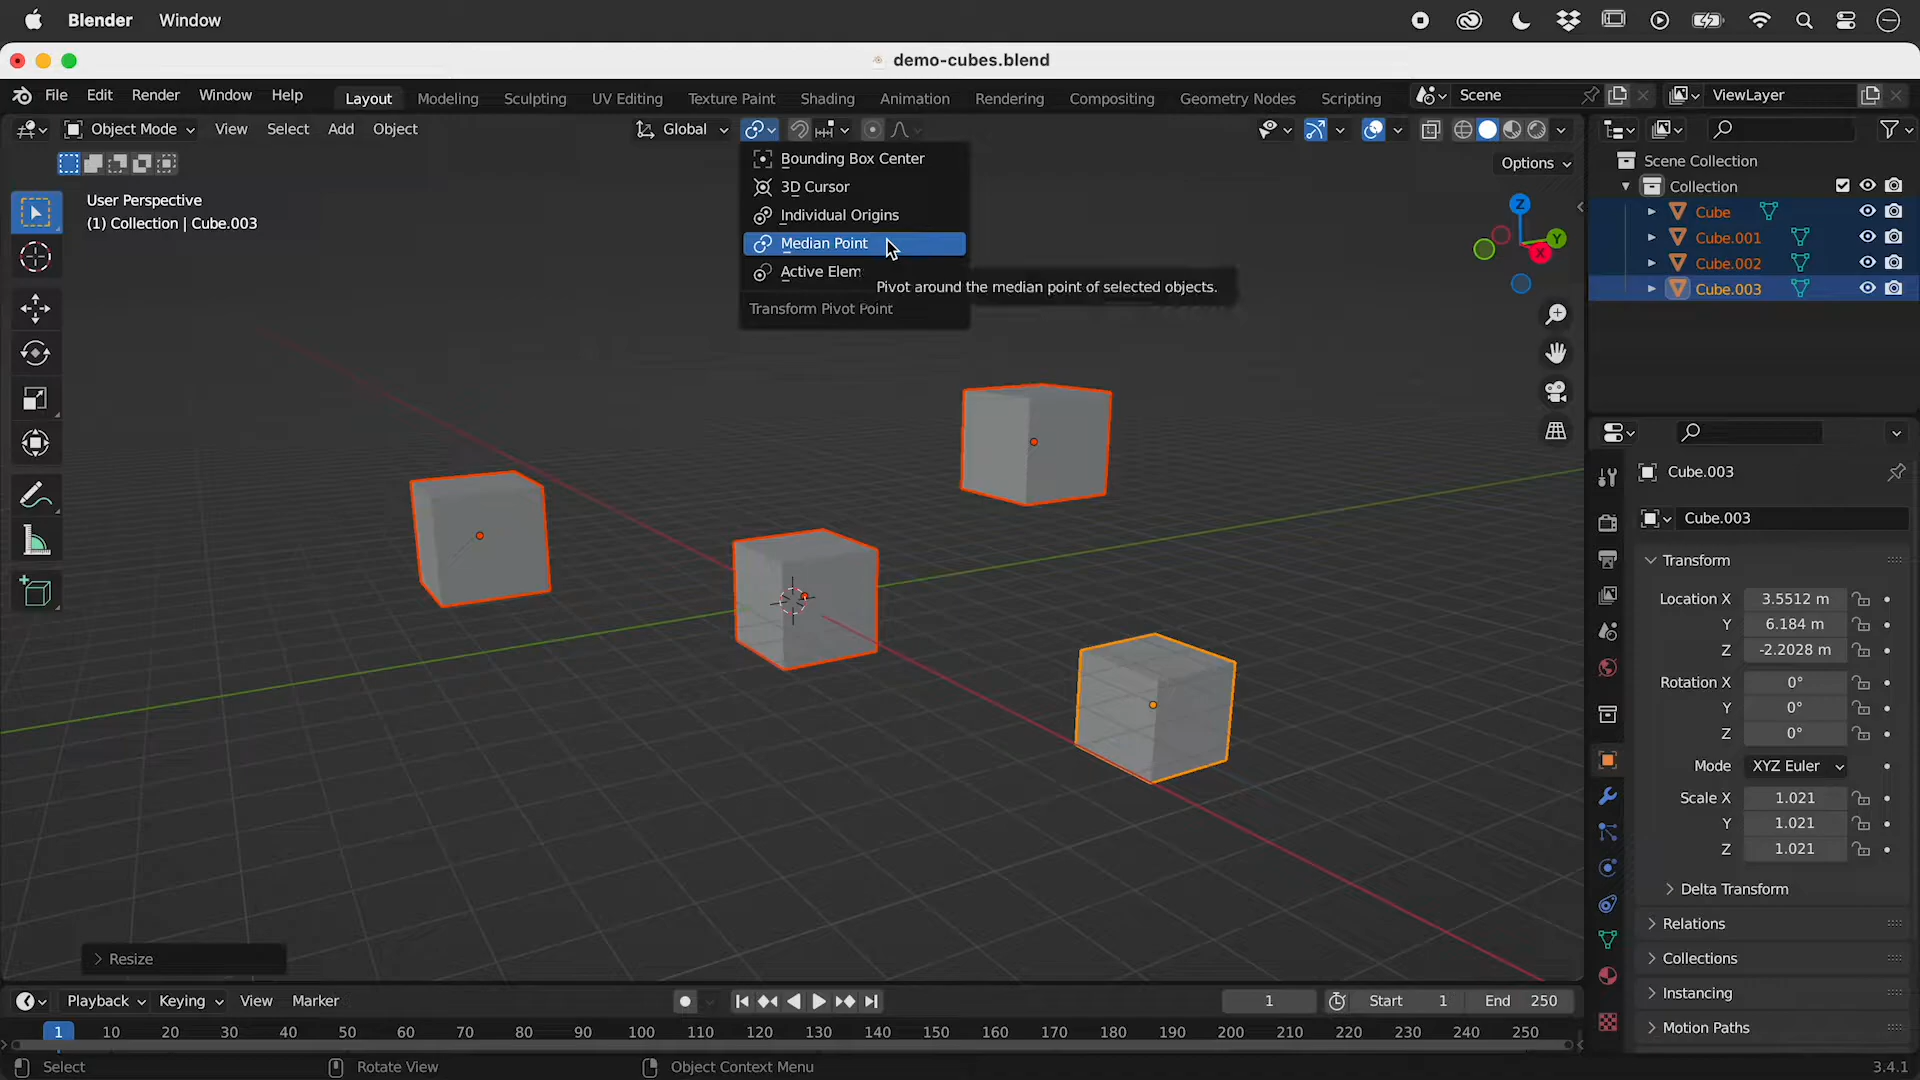 Blender Window
demo-cubes.blend
File Edit Render Window Help Layout Modeling Sculpting UV Editing Texture Paint Shading Animation Rendering Compositing Geometry Nodes Scripting Scene ViewLayer
Object Mode View Select Add Object Global
Options
User Perspective
(1) Collection | Cube.003
Bounding Box Center
3D Cursor
Individual Origins
Median Point
Active Elem
Pivot around the median point of selected objects.
Transform Pivot Point
Z
Y
X
Scene Collection
Collection
Cube
Cube.001
Cube.002
Cube.003
Cube.003
Cube.003
Transform
Location X 3.5512 m
Y 6.184 m
Z -2.2028 m
Rotation X 0°
Y 0°
Z 0°
Mode XYZ Euler
Scale X 1.021
Y 1.021
Z 1.021
Delta Transform
Relations
Collections
Instancing
Motion Paths
Resize
Playback Keying View Marker 1 Start 1 End 250
1 10 20 30 40 50 60 70 80 90 100 110 120 130 140 150 160 170 180 190 200 210 220 230 240 250
Select Rotate View Object Context Menu 3.4.1